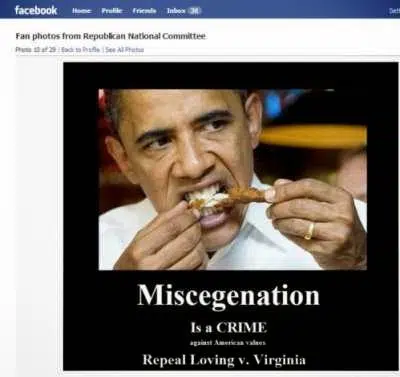 facebook Home Profile Friends Inbox 36
Fan photos from Republican National Committee
Photo 10 of 29 | Back to Profile | See All Photos
Miscegenation
Is a CRIME
against American values
Repeal Loving v. Virginia